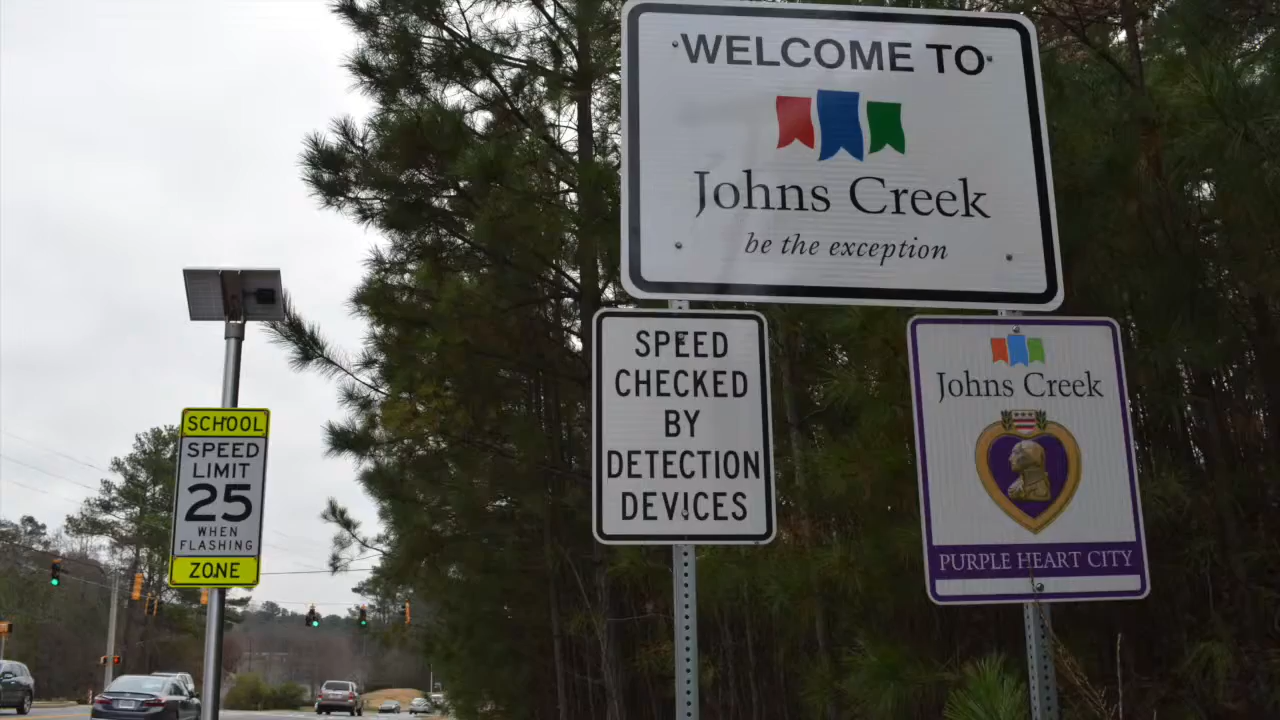 WELCOME TO
Johns Creek
be the exception
SPEED
CHECKED
BY
DETECTION
DEVICES
Johns Creek
PURPLE HEART CITY
SCHOOL
SPEED
LIMIT
25
WHEN
FLASHING
ZONE